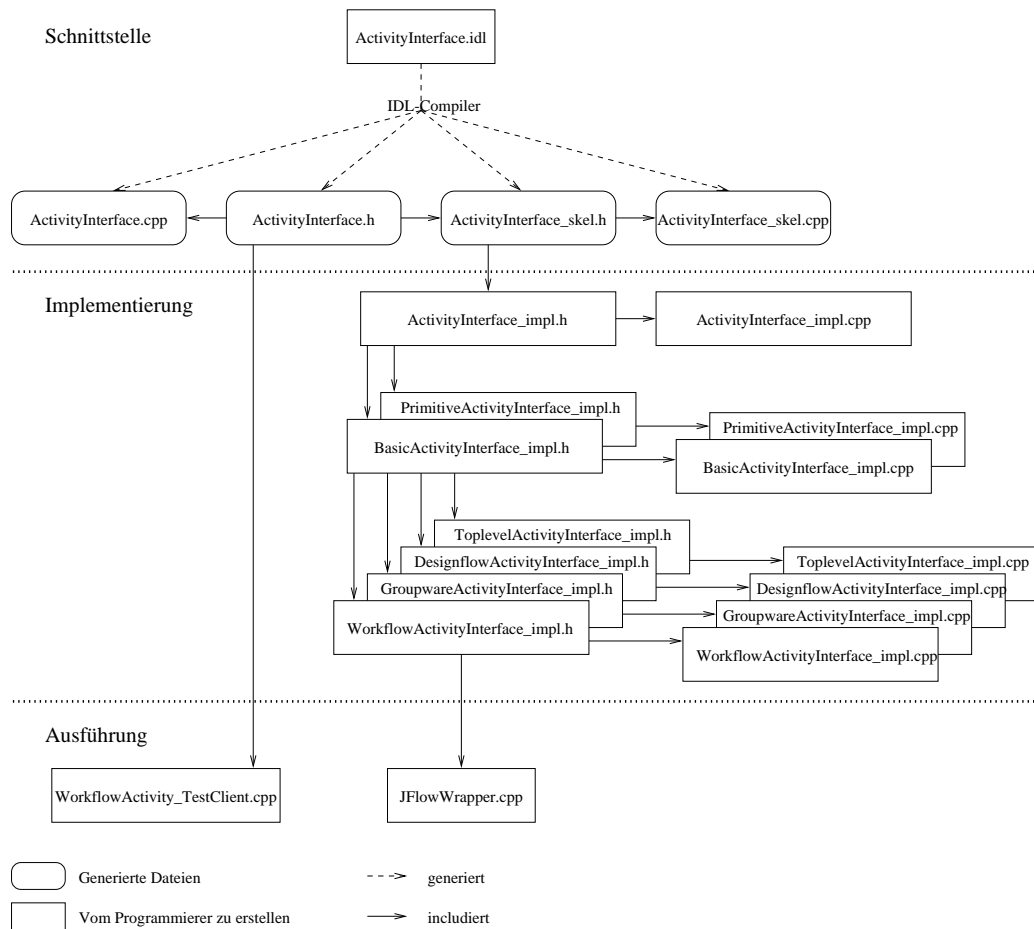 Schnittstelle
ActivityInterface.idl
IDL-Compiler
ActivityInterface.cpp
ActivityInterface.h
ActivityInterface_skel.h
ActivityInterface_skel.cpp
Implementierung
ActivityInterface_impl.h
ActivityInterface_impl.cpp
PrimitiveActivityInterface_impl.h
PrimitiveActivityInterface_impl.cpp
BasicActivityInterface_impl.h
BasicActivityInterface_impl.cpp
ToplevelActivityInterface_impl.h
ToplevelActivityInterface_impl.cpp
DesignflowActivityInterface_impl.h
DesignflowActivityInterface_impl.cpp
GroupwareActivityInterface_impl.h
GroupwareActivityInterface_impl.cpp
WorkflowActivityInterface_impl.h
WorkflowActivityInterface_impl.cpp
Ausführung
WorkflowActivity_TestClient.cpp
JFlowWrapper.cpp
Generierte Dateien
generiert
Vom Programmierer zu erstellen
includiert